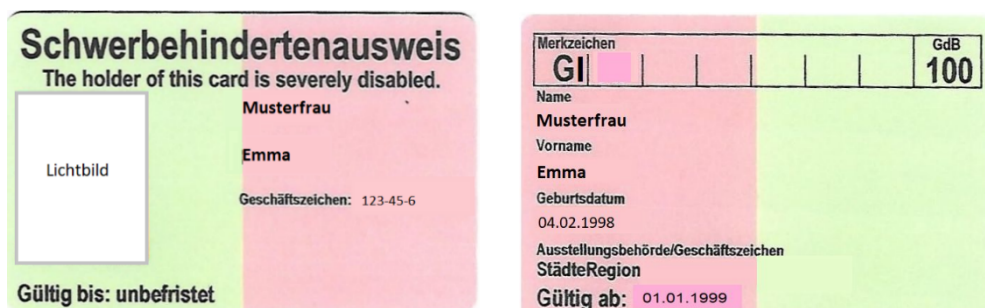 Schwerbehindertenausweis
The holder of this card is severely disabled.
Musterfrau
Emma
Lichtbild
Geschäftszeichen: 123-45-6
Gültig bis: unbefristet
Merkzeichen
GdB
Gl
100
Name
Musterfrau
Vorname
Emma
Geburtsdatum
04.02.1998
Ausstellungsbehörde/Geschäftszeichen
StädteRegion
Gültig ab: 01.01.1999